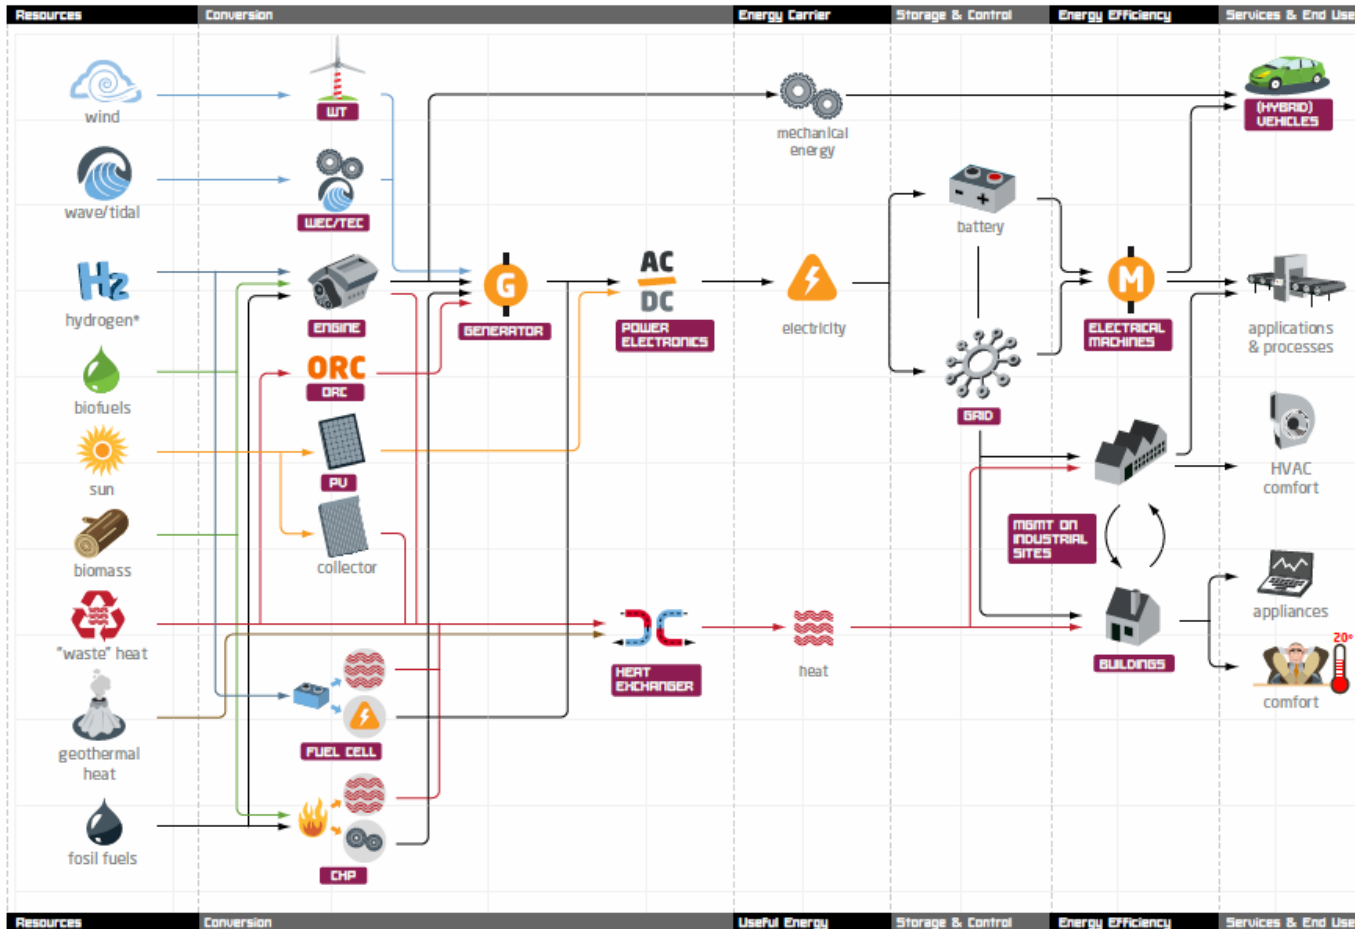 Resources
Conversion
Energy Carrier
Storage & Control
Energy Efficiency
Services & End Use
wind
WT
mechanical
energy
(HYBRID)
VEHICLES
wave/tidal
WEC/TEC
battery
H2
hydrogen*
ENGINE
G
GENERATOR
AC
DC
POWER
ELECTRONICS
electricity
M
ELECTRICAL
MACHINES
applications
& processes
biofuels
ORC
ORC
GRID
sun
PV
HVAC
comfort
biomass
collector
MGMT ON
INDUSTRIAL
SITES
appliances
"waste" heat
HEAT
EXCHANGER
heat
BUILDINGS
20°
comfort
geothermal
heat
FUEL CELL
fosil fuels
CHP
Resources
Conversion
Useful Energy
Storage & Control
Energy Efficiency
Services & End Use